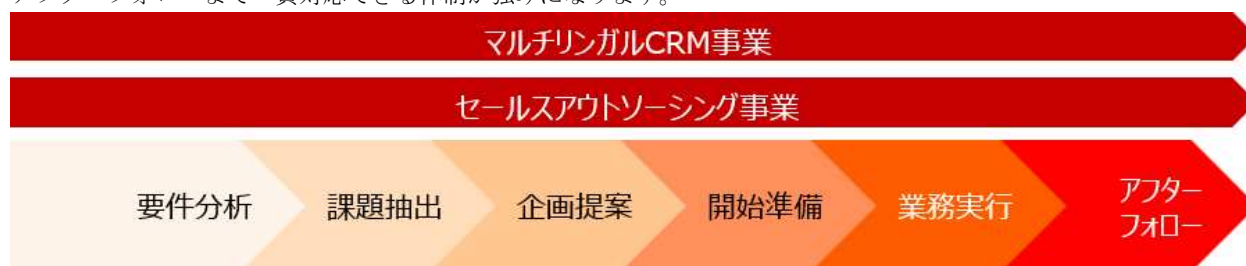 マルチリンガルCRM事業
セールスアウトソーシング事業
要件分析
課題抽出
企画提案
開始準備
業務実行
アフター
フォロー